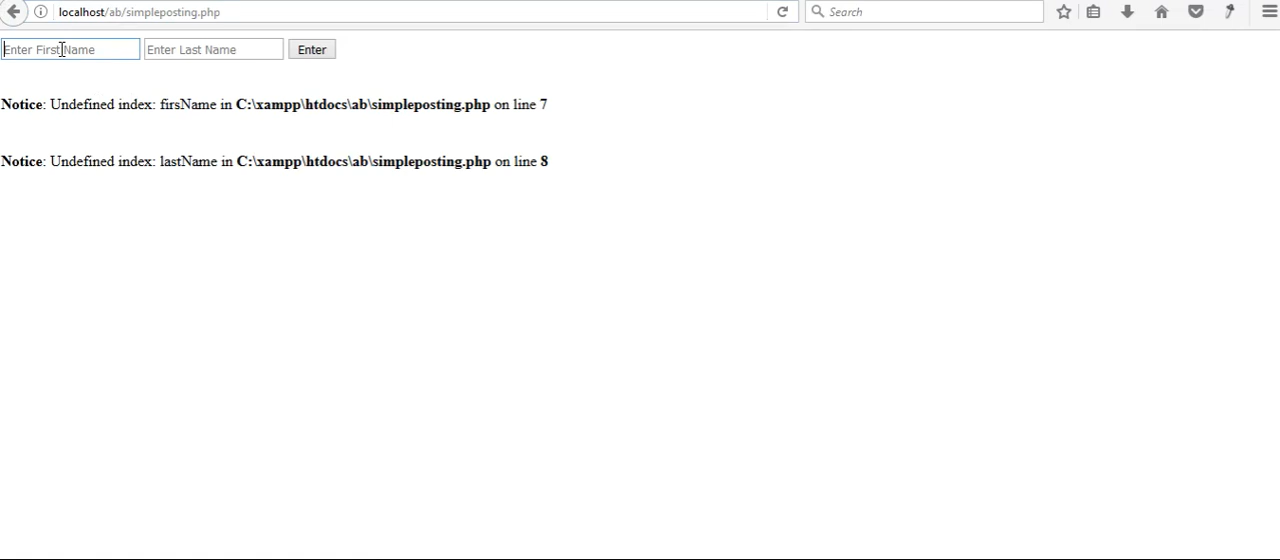 localhost/ab/simpleposting.php Search
Enter First Name Enter Last Name Enter
Notice: Undefined index: firsName in C:\xampp\htdocs\ab\simpleposting.php on line 7
Notice: Undefined index: lastName in C:\xampp\htdocs\ab\simpleposting.php on line 8